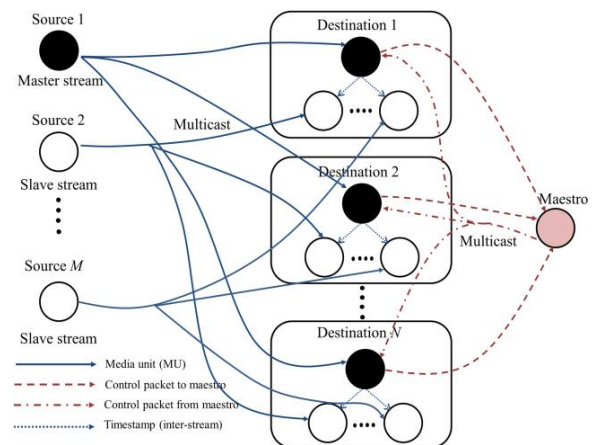 Source 1
Master stream
Source 2
Slave stream
Source M
Slave stream
Multicast
Destination 1
Destination 2
Destination N
Maestro
Multicast
Media unit (MU)
Control packet to maestro
Control packet from maestro
Timestamp (inter-stream)